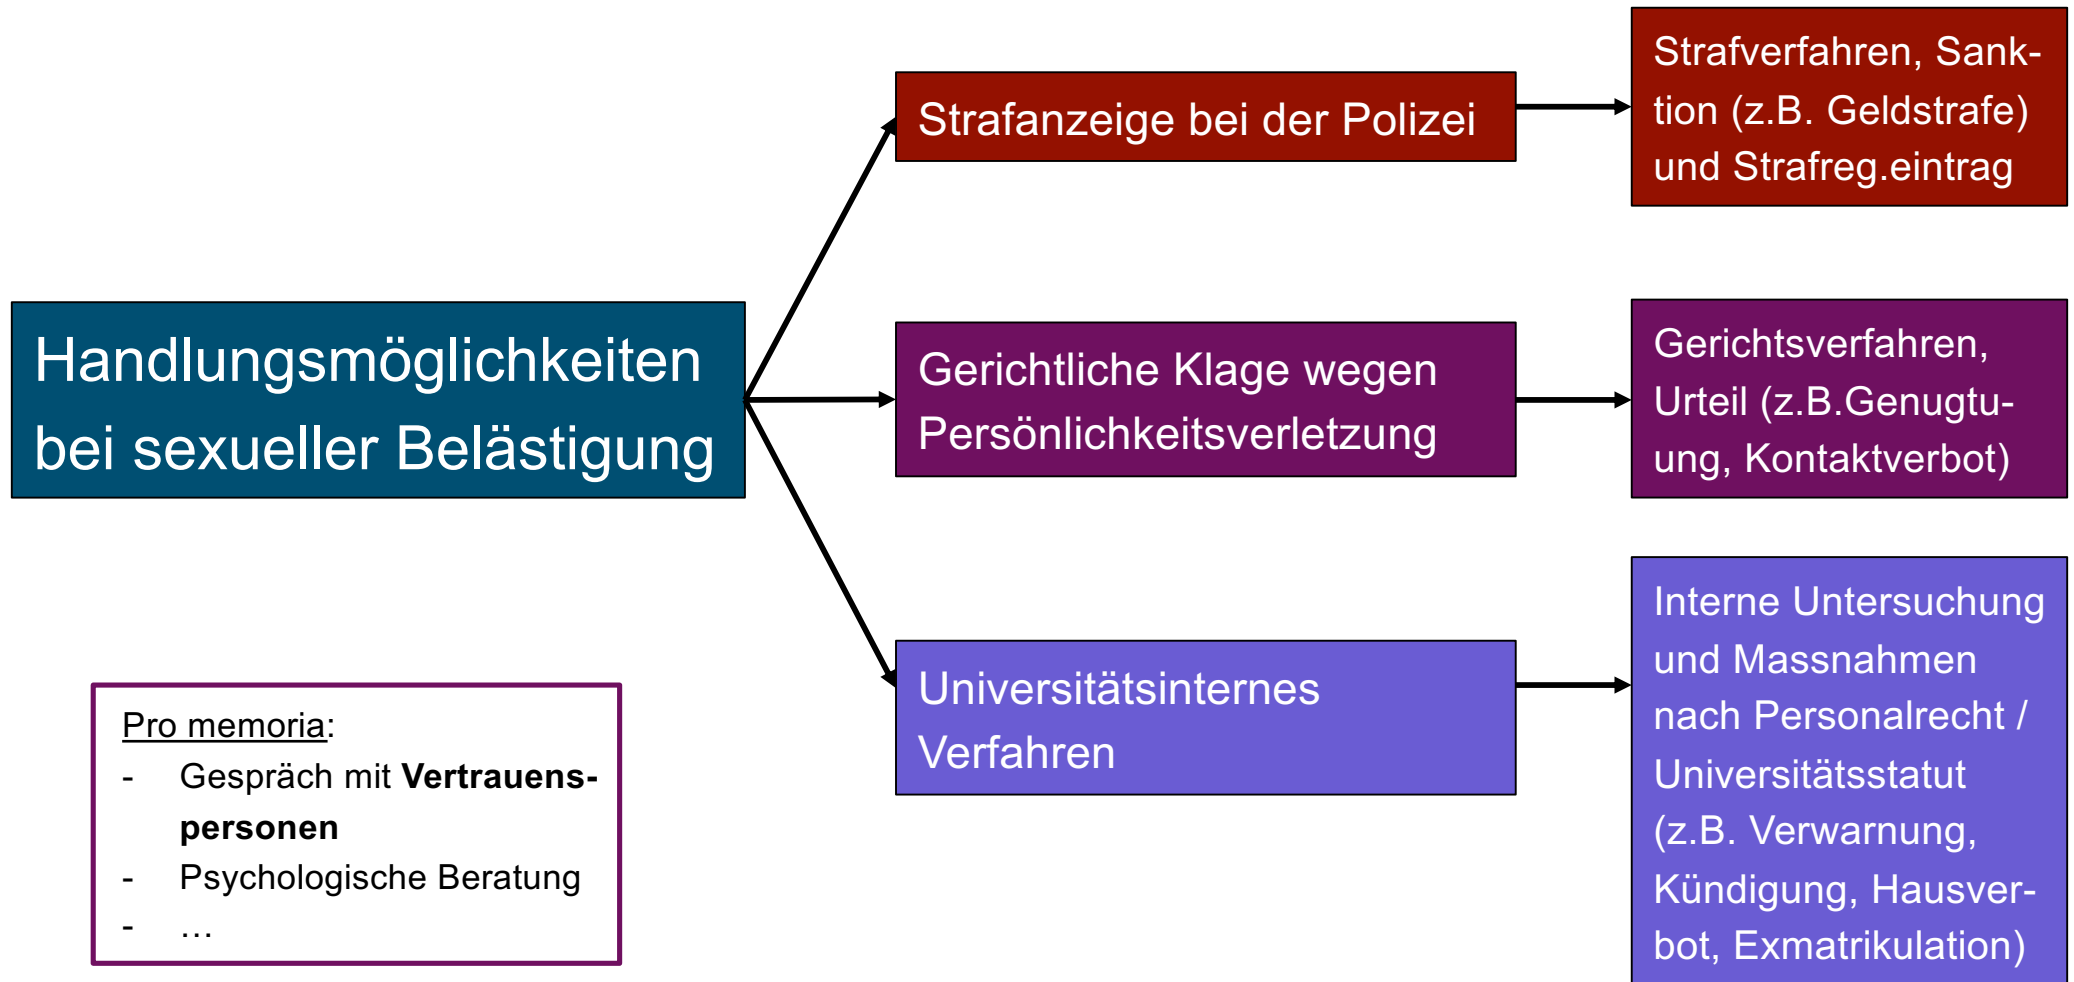 Handlungsmöglichkeiten
bei sexueller Belästigung
Strafanzeige bei der Polizei
Strafverfahren, Sank-
tion (z.B. Geldstrafe)
und Strafreg.eintrag
Gerichtliche Klage wegen
Persönlichkeitsverletzung
Gerichtsverfahren,
Urteil (z.B.Genugtu-
ung, Kontaktverbot)
Universitätsinternes
Verfahren
Interne Untersuchung
und Massnahmen
nach Personalrecht /
Universitätsstatut
(z.B. Verwarnung,
Kündigung, Hausver-
bot, Exmatrikulation)
Pro memoria:
- Gespräch mit Vertrauens-
personen
- Psychologische Beratung
- …